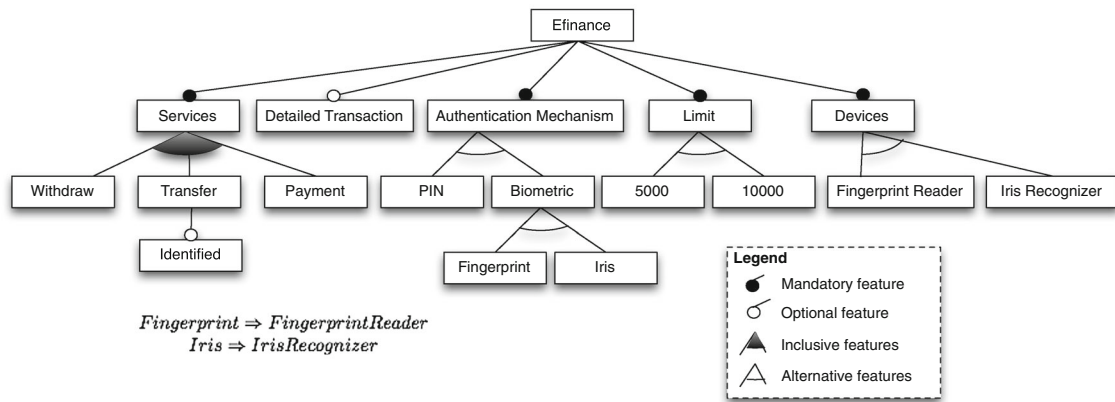 Efinance
Services
Detailed Transaction
Authentication Mechanism
Limit
Devices
Withdraw
Transfer
Payment
PIN
Biometric
5000
10000
Fingerprint Reader
Iris Recognizer
Identified
Fingerprint
Iris
Fingerprint ⇒ FingerprintReader
Iris ⇒ IrisRecognizer
Legend
Mandatory feature
Optional feature
Inclusive features
Alternative features